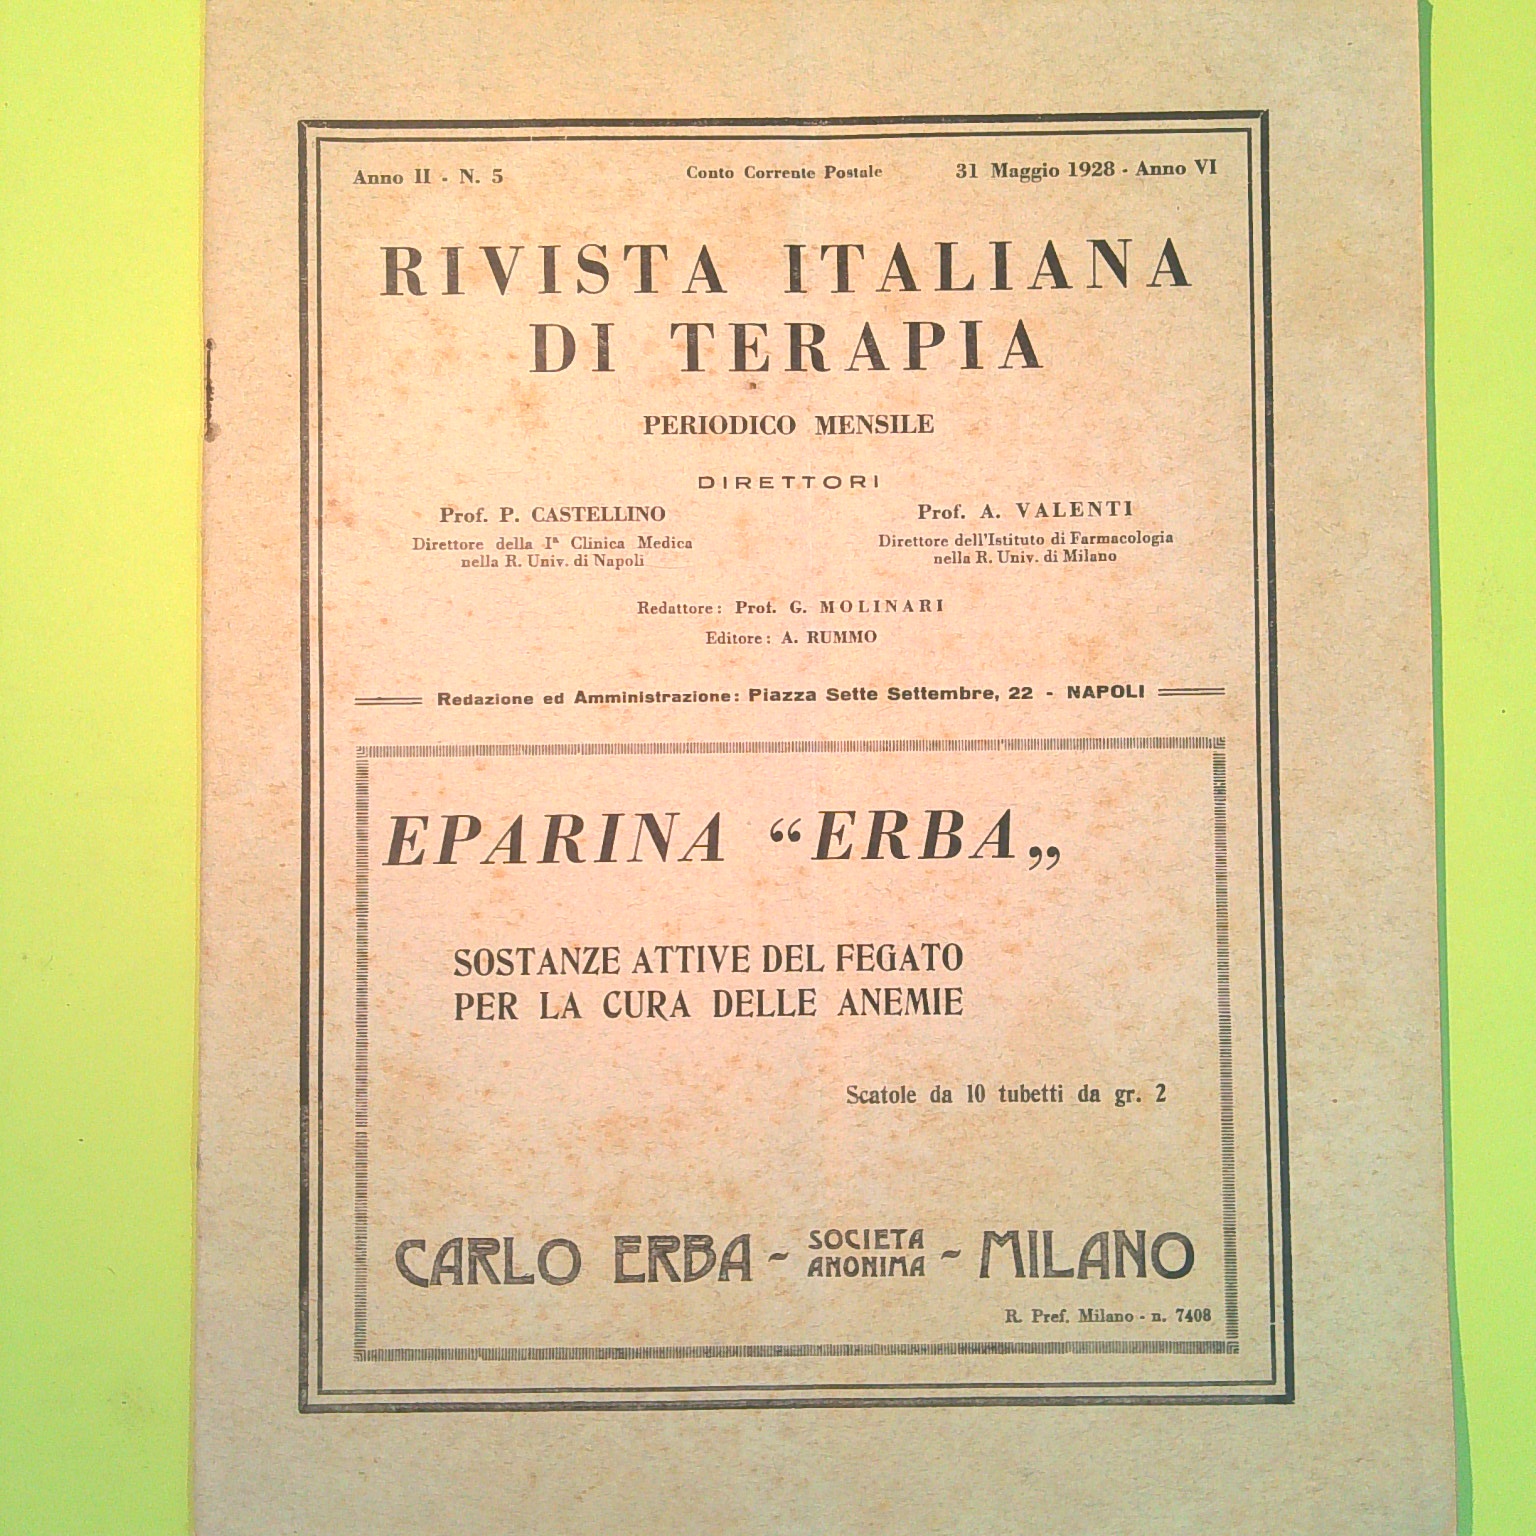 Anno II - N. 5 Conto Corrente Postale 31 Maggio 1928 - Anno VI
RIVISTA ITALIANA
DI TERAPIA
PERIODICO MENSILE
DIRETTORI
Prof. P. CASTELLINO
Direttore della Iª Clinica Medica
nella R. Univ. di Napoli
Prof. A. VALENTI
Direttore dell'Istituto di Farmacologia
nella R. Univ. di Milano
Redattore: Prof. G. MOLINARI
Editore: A. RUMMO
Redazione ed Amministrazione: Piazza Sette Settembre, 22 - NAPOLI
EPARINA “ERBA„
SOSTANZE ATTIVE DEL FEGATO
PER LA CURA DELLE ANEMIE
Scatole da 10 tubetti da gr. 2
CARLO ERBA - SOCIETA ANONIMA - MILANO
R. Pref. Milano - n. 7408